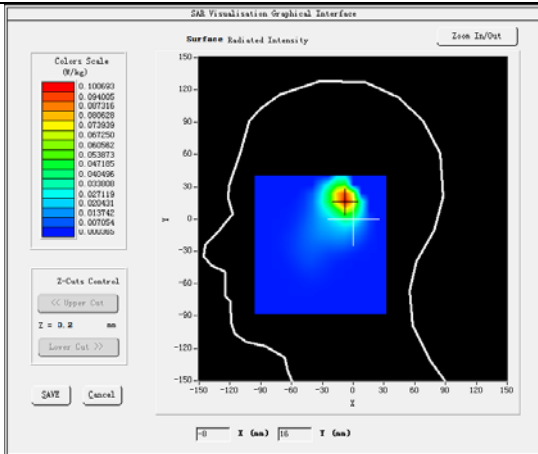 SAR Visualisation Graphical Interface
Surface Radiated Intensity
Zoom In/Out
Colors Scale
(W/kg)
0.100693
0.094005
0.087316
0.080628
0.073939
0.067250
0.060562
0.053873
0.047185
0.040496
0.033808
0.027119
0.020431
0.013742
0.007054
0.000365
150
120
90
60
30
0
-30
-60
-90
-120
-150
Y
-150 -120 -90 -60 -30 0 30 60 90 120 150
X
Z-Cuts Control
<< Upper Cut
Z = 3.2 mm
Lower Cut >>
SAVE Cancel
-8 X (mm) 16 Y (mm)